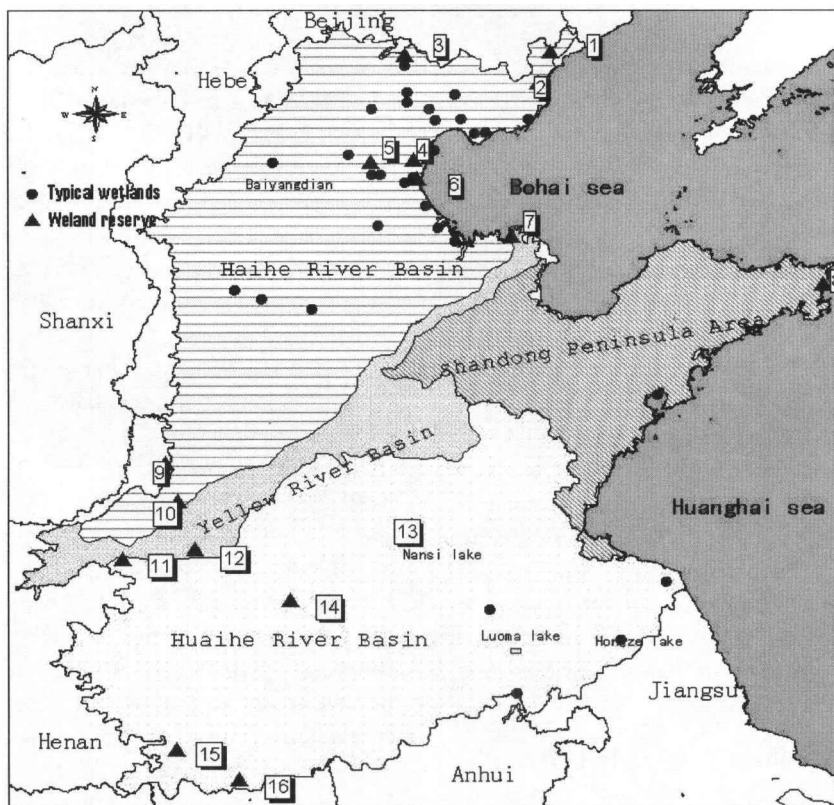 Beijing
1
3
Hebe
2
N
W E
S
5
4
Typical wetlands
Baiyangdian
6
Bohai sea
Weland reserve
7
Haihe River Basin
Shanxi
Shandong Peninsula Area
9
Yellow River Basin
10
Huanghai sea
13
Nansi lake
11
12
14
Huaihe River Basin
Luoma lake
Hongze lake
Jiangsu
Henan
15
Anhui
16